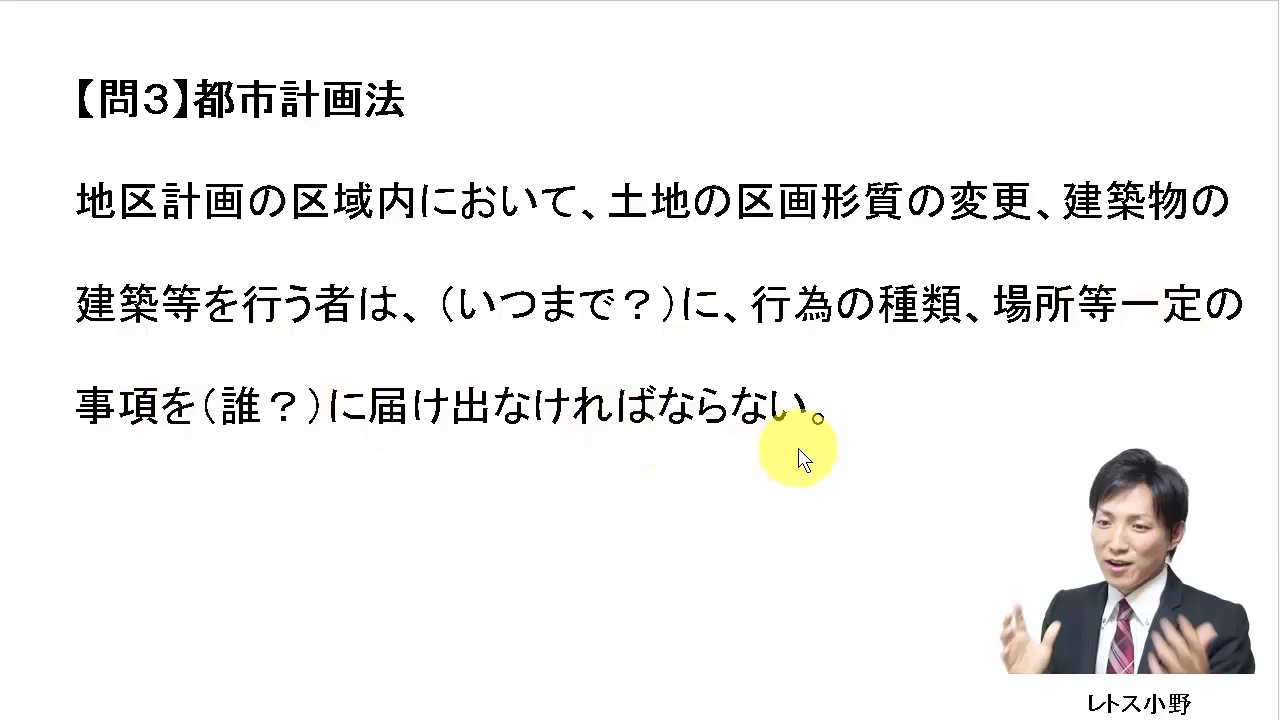 【問３】都市計画法
地区計画の区域内において、土地の区画形質の変更、建築物の
建築等を行う者は、（いつまで？）に、行為の種類、場所等一定の
事項を（誰？）に届け出なければならない。
レトス小野